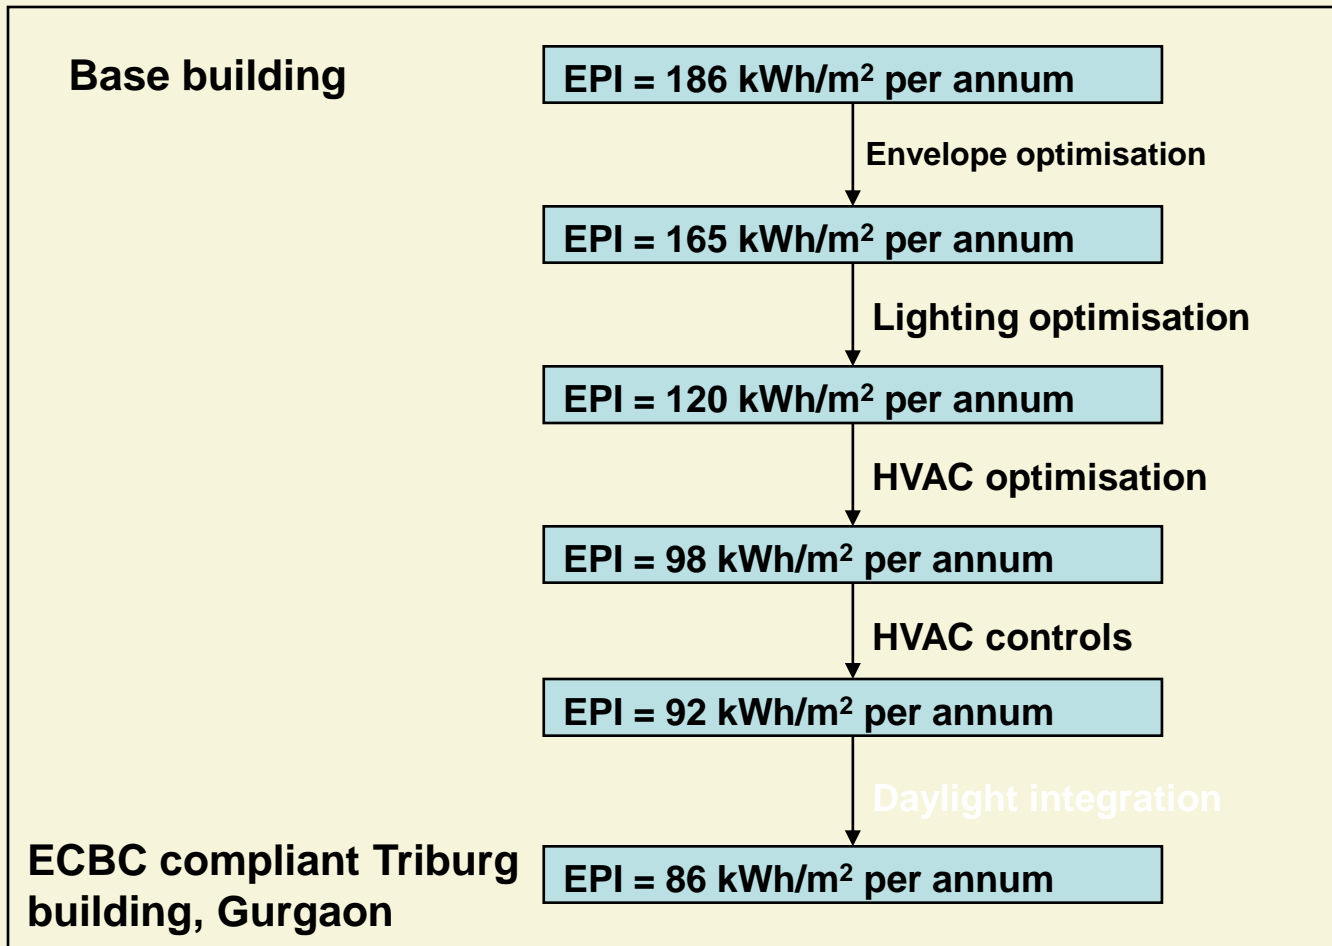 Base building
EPI = 186 kWh/m² per annum
Envelope optimisation
EPI = 165 kWh/m² per annum
Lighting optimisation
EPI = 120 kWh/m² per annum
HVAC optimisation
EPI = 98 kWh/m² per annum
HVAC controls
EPI = 92 kWh/m² per annum
Daylight integration
ECBC compliant Triburg
building, Gurgaon
EPI = 86 kWh/m² per annum